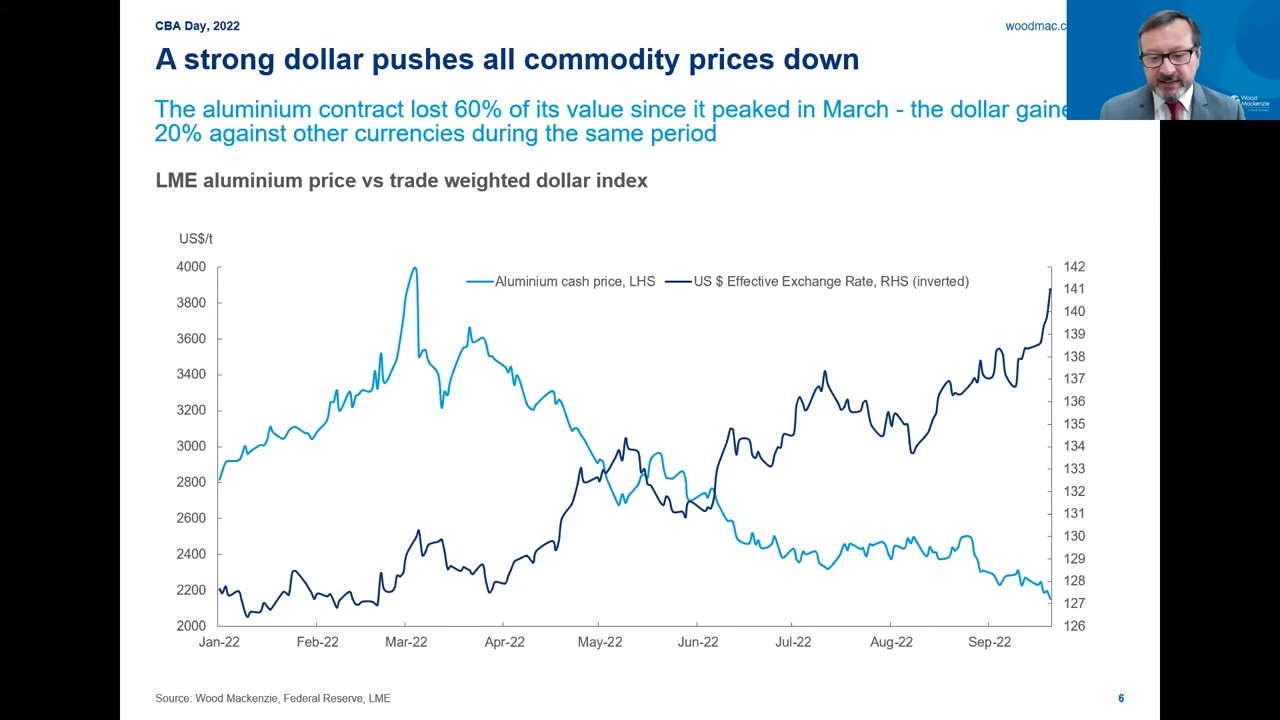 CBA Day, 2022
woodmac.c
A strong dollar pushes all commodity prices down
Wood
Mackenzie
The aluminium contract lost 60% of its value since it peaked in March - the dollar gaine
20% against other currencies during the same period
LME aluminium price vs trade weighted dollar index
US$/t
Aluminium cash price, LHS
US $ Effective Exchange Rate, RHS (inverted)
4000
3800
3600
3400
3200
3000
2800
2600
2400
2200
2000
142
141
140
139
138
137
136
135
134
133
132
131
130
129
128
127
126
Jan-22 Feb-22 Mar-22 Apr-22 May-22 Jun-22 Jul-22 Aug-22 Sep-22
Source: Wood Mackenzie, Federal Reserve, LME
6